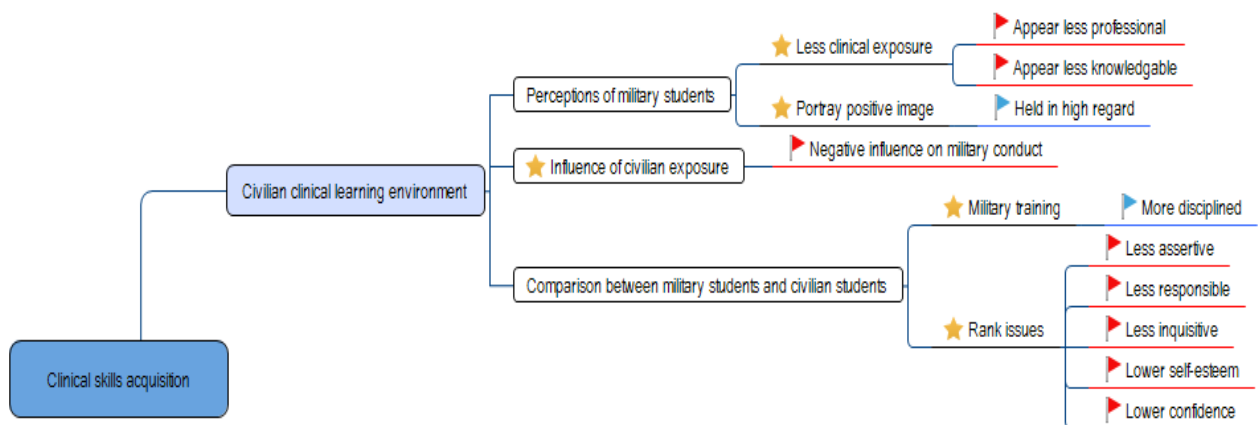 Appear less professional
Less clinical exposure
Appear less knowledgable
Perceptions of military students
Portray positive image
Held in high regard
Negative influence on military conduct
Influence of civilian exposure
Civilian clinical learning environment
Military training
More disciplined
Less assertive
Comparison between military students and civilian students
Less responsible
Rank issues
Less inquisitive
Clinical skills acquisition
Lower self-esteem
Lower confidence